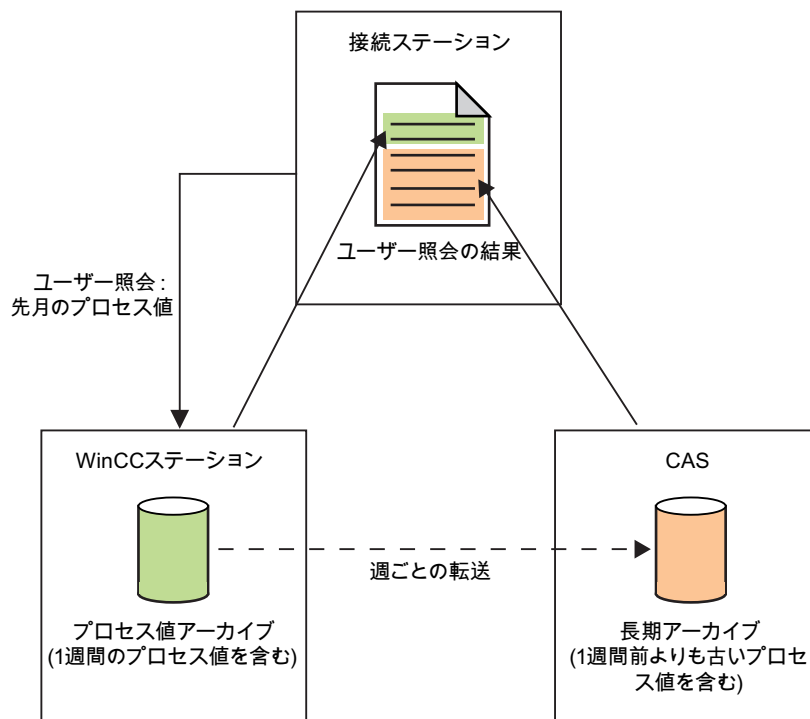 接続ステーション
ユーザー照会の結果
ユーザー照会：
先月のプロセス値
WinCCステーション
CAS
週ごとの転送
プロセス値アーカイブ
(1週間のプロセス値を含む)
長期アーカイブ
(1週間前よりも古いプロセ
ス値を含む)